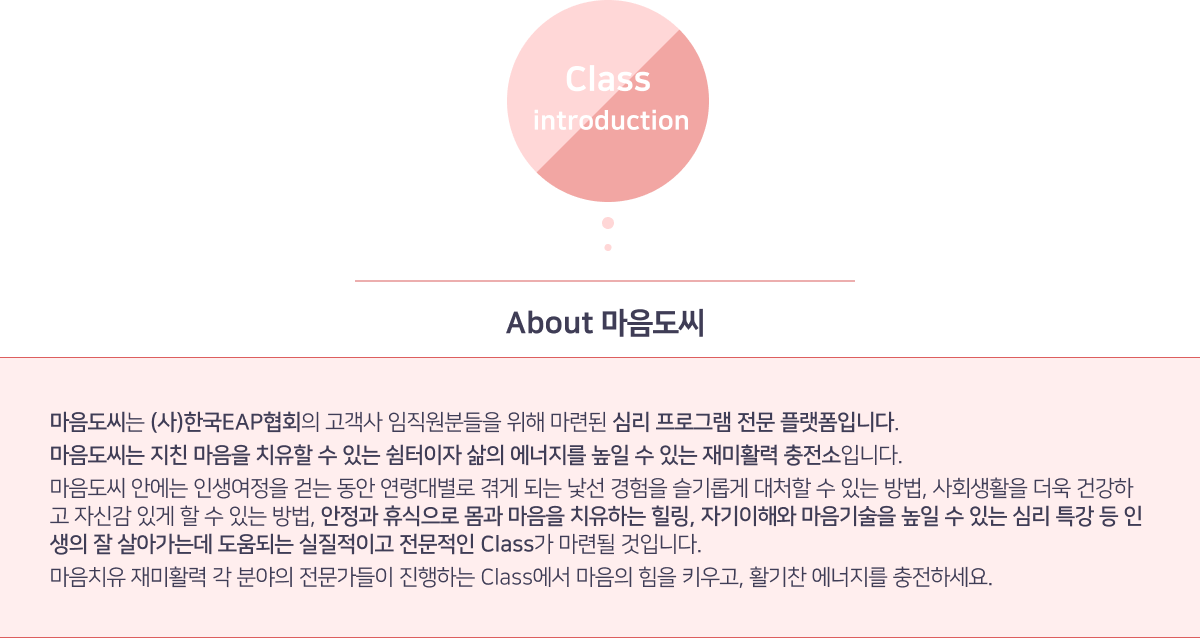 Class
introduction
About 마음도씨
마음도씨는 (사)한국EAP협회의 고객사 임직원분들을 위해 마련된 심리 프로그램 전문 플랫폼입니다.
마음도씨는 지친 마음을 치유할 수 있는 쉼터이자 삶의 에너지를 높일 수 있는 재미활력 충전소입니다.
마음도씨 안에는 인생여정을 걷는 동안 연령대별로 겪게 되는 낯선 경험을 슬기롭게 대처할 수 있는 방법, 사회생활을 더욱 건강하
고 자신감 있게 할 수 있는 방법, 안정과 휴식으로 몸과 마음을 치유하는 힐링, 자기이해와 마음기술을 높일 수 있는 심리 특강 등 인
생의 잘 살아가는데 도움되는 실질적이고 전문적인 Class가 마련될 것입니다.
마음치유 재미활력 각 분야의 전문가들이 진행하는 Class에서 마음의 힘을 키우고, 활기찬 에너지를 충전하세요.